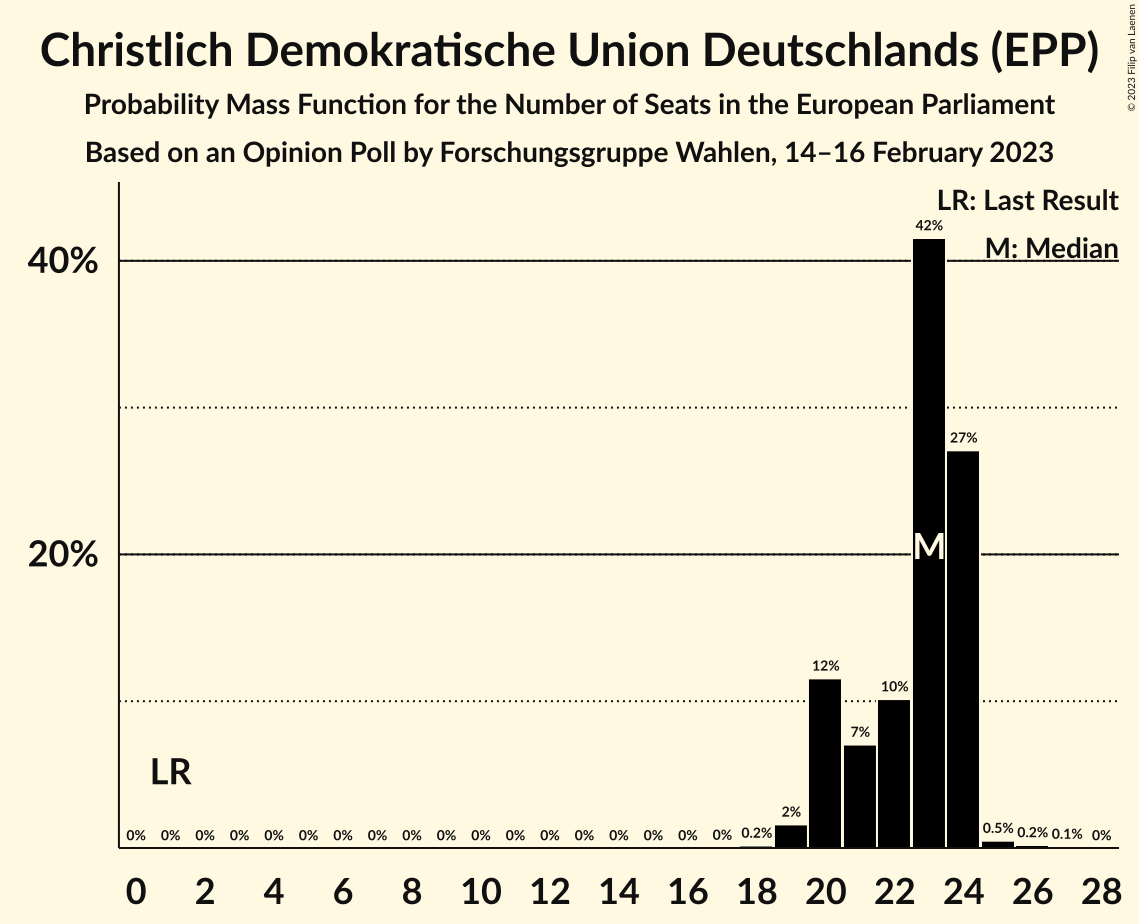 Christlich Demokratische Union Deutschlands (EPP)
Probability Mass Function for the Number of Seats in the European Parliament
Based on an Opinion Poll by Forschungsgruppe Wahlen, 14–16 February 2023
© 2023 Filip van Laenen
LR: Last Result
M: Median
42%
40%
27%
20%
M
12%
10%
7%
LR
2%
0% 0% 0% 0% 0% 0% 0% 0% 0% 0% 0% 0% 0% 0% 0% 0% 0% 0% 0.2% 0.5% 0.2% 0.1% 0%
0 2 4 6 8 10 12 14 16 18 20 22 24 26 28